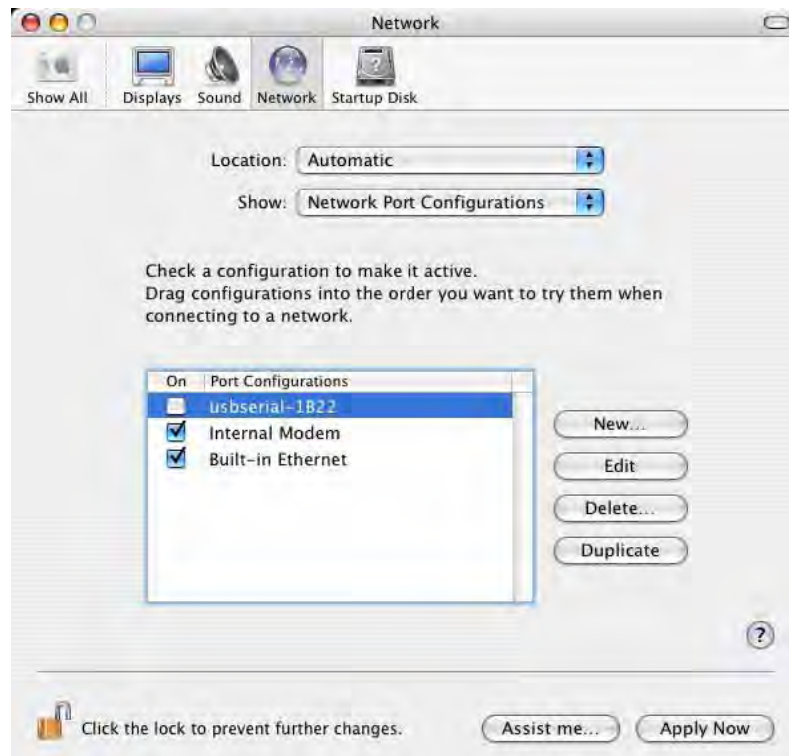 Network
Show All
Displays
Sound
Network
Startup Disk
Location: Automatic
Show: Network Port Configurations
Check a configuration to make it active.
Drag configurations into the order you want to try them when
connecting to a network.
On Port Configurations
usbserial-1B22
Internal Modem
Built-in Ethernet
New...
Edit
Delete...
Duplicate
?
Click the lock to prevent further changes.
Assist me...
Apply Now